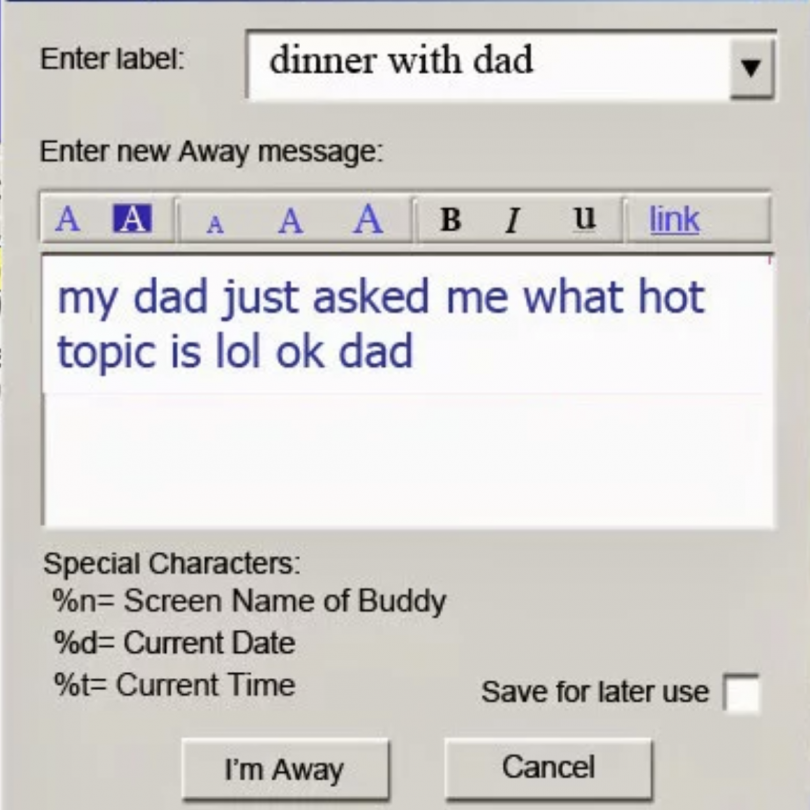 Enter label: dinner with dad ▼
Enter new Away message:
A A A A A B I u link
my dad just asked me what hot
topic is lol ok dad
Special Characters:
%n= Screen Name of Buddy
%d= Current Date
%t= Current Time
Save for later use
I'm Away Cancel